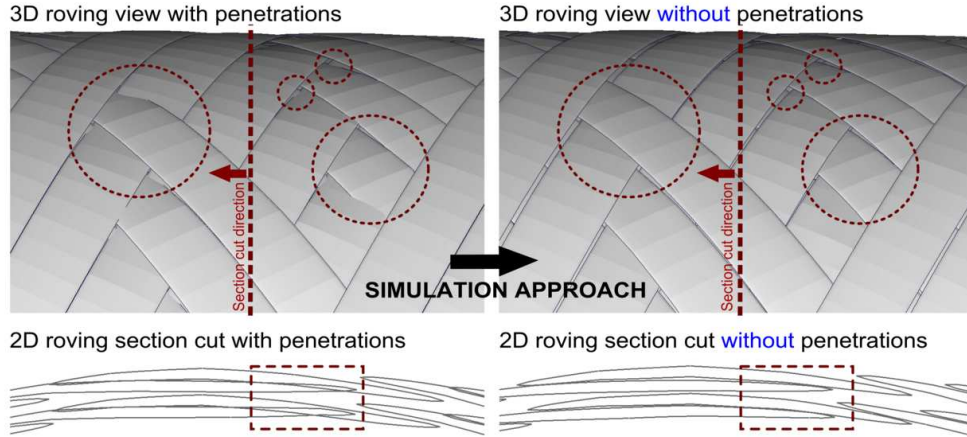 3D roving view with penetrations
3D roving view without penetrations
Section cut direction
Section cut direction
SIMULATION APPROACH
2D roving section cut with penetrations
2D roving section cut without penetrations